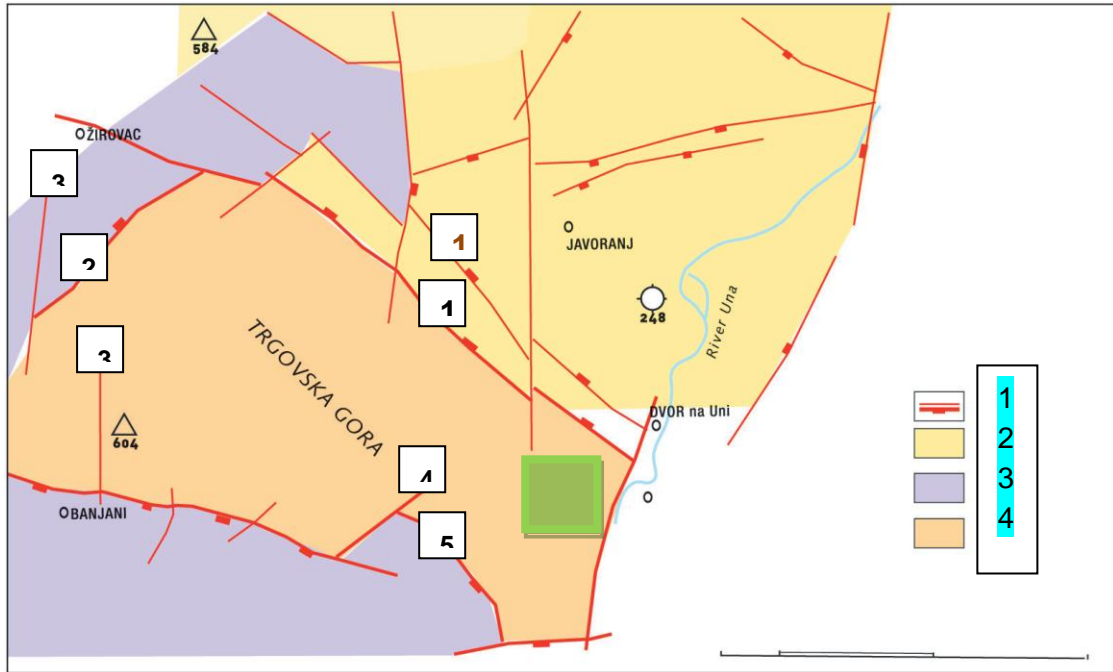 584
ŽIROVAC
3
1
JAVORANJ
2
1
248
River Una
3
TRGOVSKA GORA
604
DVOR na Uni
4
BANJANI
5
1
2
3
4